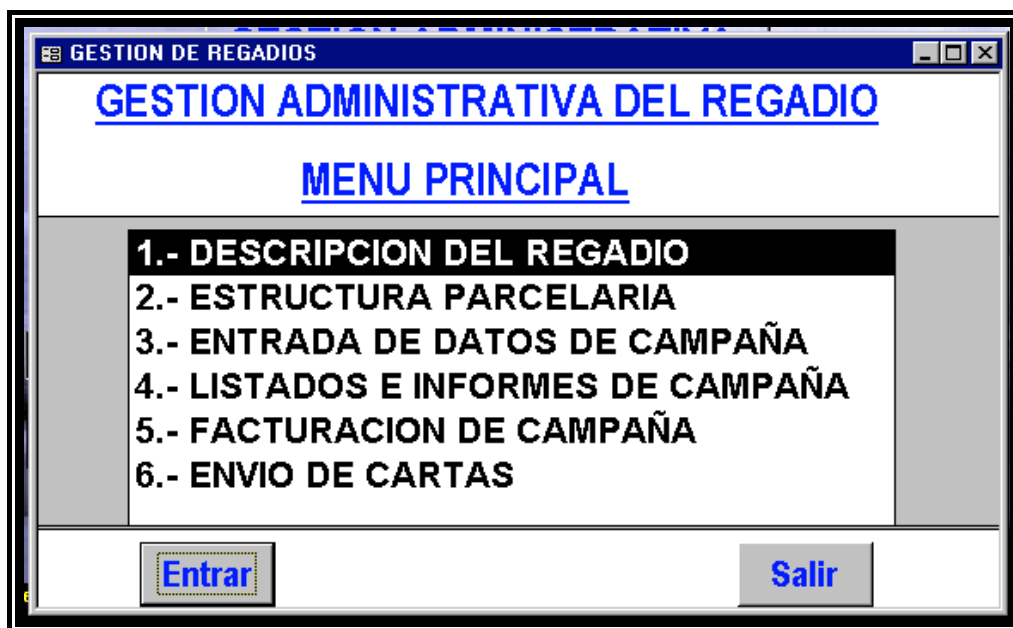 GESTION DE REGADIOS
GESTION ADMINISTRATIVA DEL REGADIO
MENU PRINCIPAL
1.- DESCRIPCION DEL REGADIO
2.- ESTRUCTURA PARCELARIA
3.- ENTRADA DE DATOS DE CAMPAÑA
4.- LISTADOS E INFORMES DE CAMPAÑA
5.- FACTURACION DE CAMPAÑA
6.- ENVIO DE CARTAS
Entrar
Salir